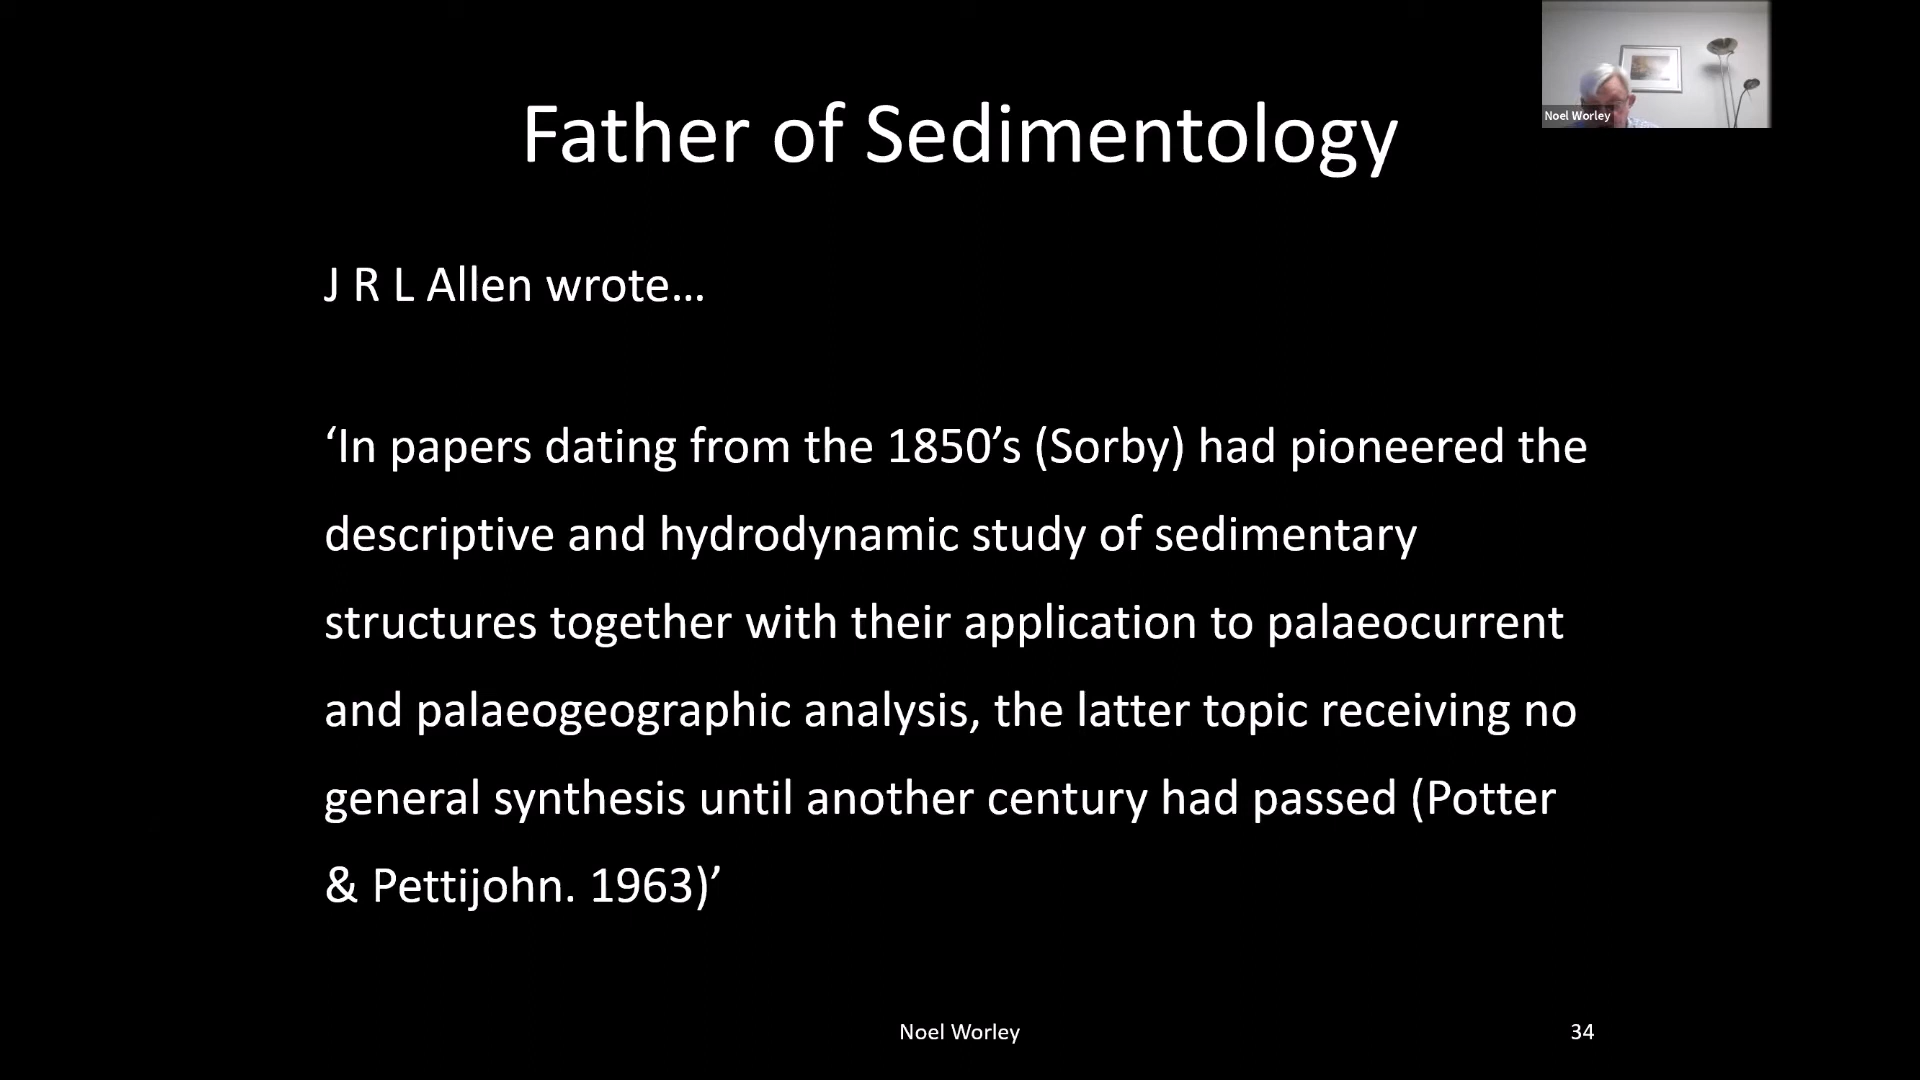 Noel Worley
Father of Sedimentology
J R L Allen wrote…
‘In papers dating from the 1850’s (Sorby) had pioneered the
descriptive and hydrodynamic study of sedimentary
structures together with their application to palaeocurrent
and palaeogeographic analysis, the latter topic receiving no
general synthesis until another century had passed (Potter
& Pettijohn. 1963)’
Noel Worley
34